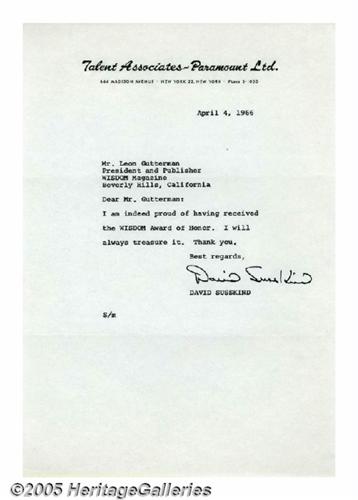 Talent Associates~Paramount Ltd.
444 MADISON AVENUE · NEW YORK 22, NEW YORK · PLAZA
April 4, 1966
Mr. Leon Gutterman
President and Publisher
WISDOM Magazine
Beverly Hills, California
Dear Mr. Gutterman:
I am indeed proud of having received
the WISDOM Award of Honor. I will
always treasure it. Thank you.
Best regards,
David Susskind
DAVID SUSSKIND
S/m
©2005 HeritageGalleries